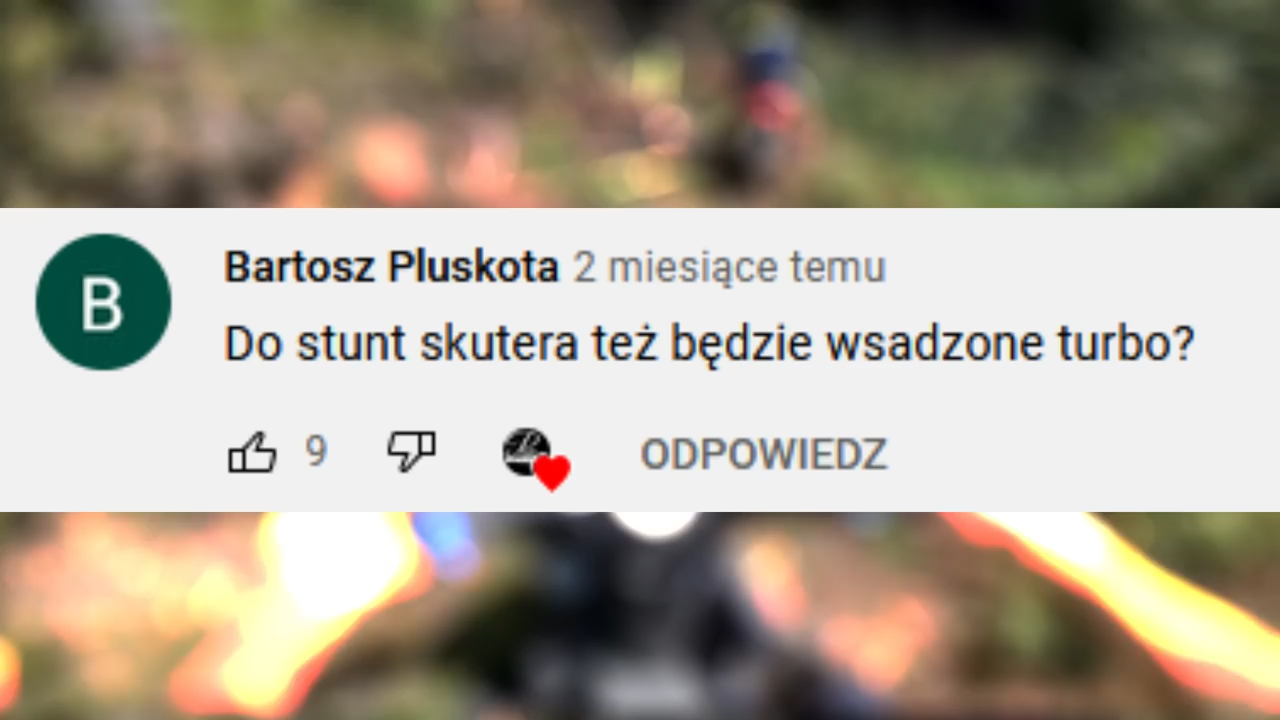 B
Bartosz Pluskota 2 miesiące temu
Do stunt skutera też będzie wsadzone turbo?
9 ODPOWIEDZ